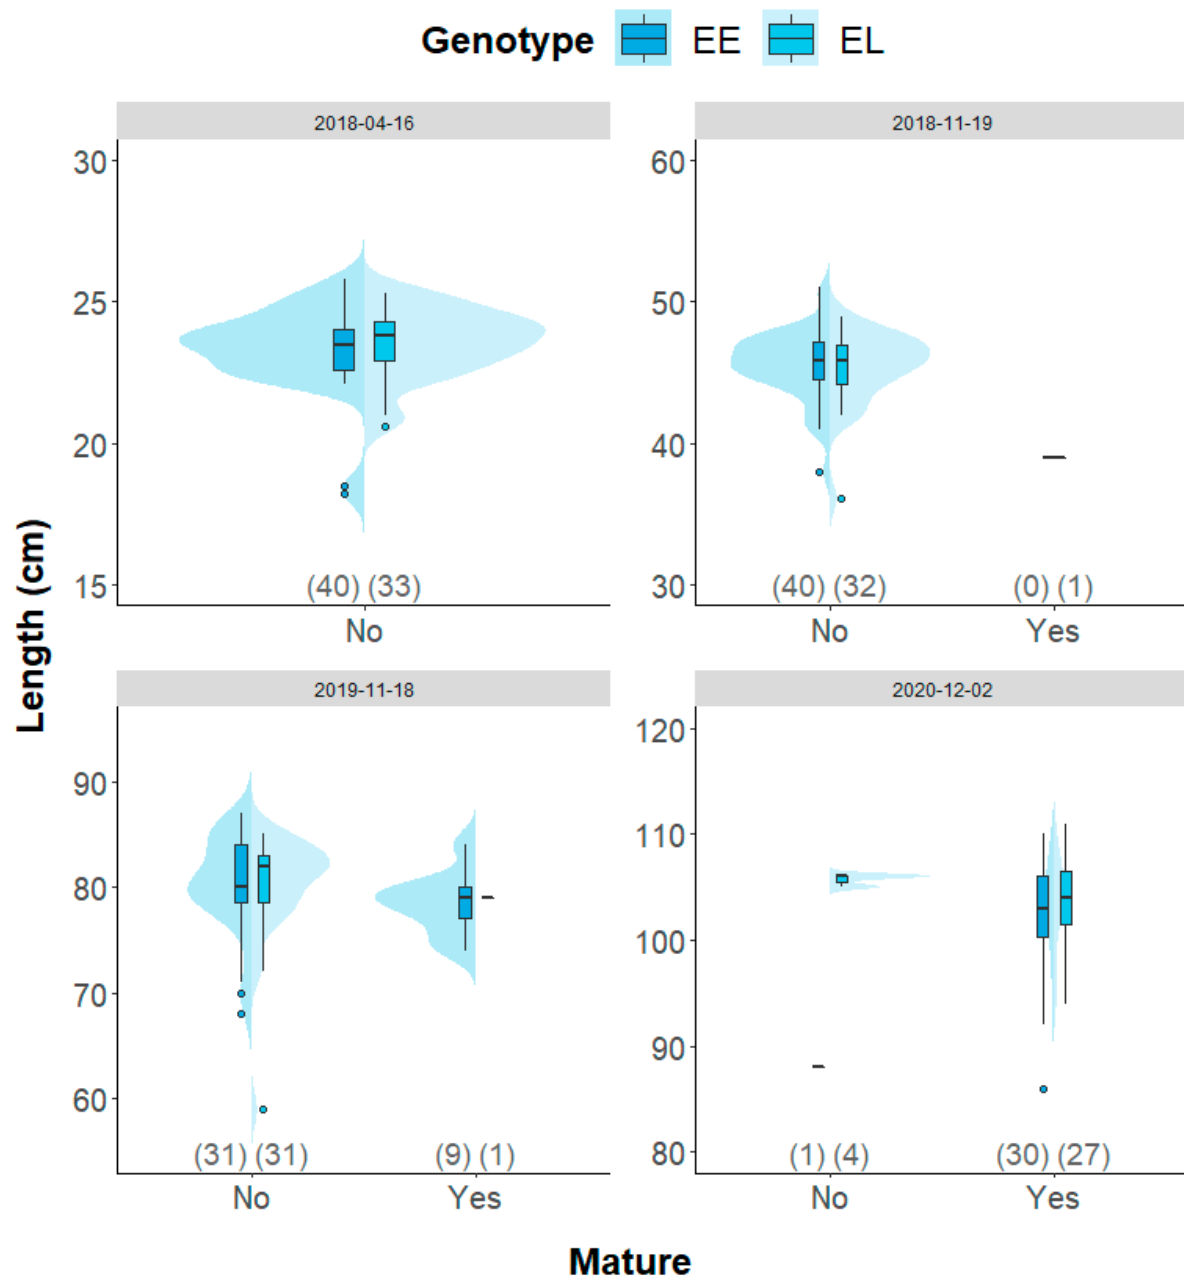 Genotype EE EL
2018-04-16
30
25
20
15
(40) (33)
No
2018-11-19
60
50
40
30
(40) (32) (0) (1)
No Yes
Length (cm)
2019-11-18
90
80
70
60
(31) (31) (9) (1)
No Yes
2020-12-02
120
110
100
90
80
(1) (4) (30) (27)
No Yes
Mature